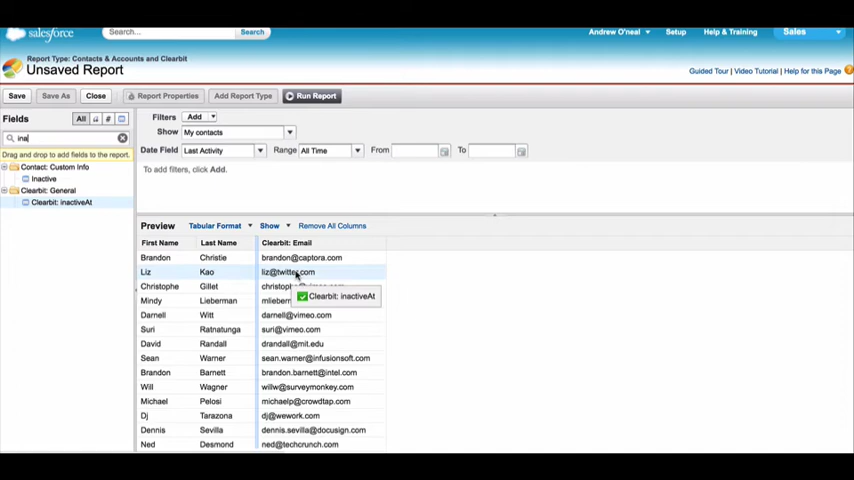 salesforce
Search...
Search
Andrew O'neal
Setup
Help & Training
Sales
Report Type: Contacts & Accounts and Clearbit
Unsaved Report
Guided Tour | Video Tutorial | Help for this Page
Save
Save As
Close
Report Properties
Add Report Type
Run Report
Fields
All
#
ina
Drag and drop to add fields to the report.
Contact: Custom Info
Inactive
Clearbit: General
Clearbit: inactiveAt
Filters
Add
Show
My contacts
Date Field
Last Activity
Range
All Time
From
To
To add filters, click Add.
Preview
Tabular Format
Show
Remove All Columns
First Name Last Name Clearbit: Email
Brandon Christie brandon@captora.com
Liz Kao liz@twitter.com
Christophe Gillet
Clearbit: inactiveAt
Mindy Lieberman
Darnell Witt darnell@vimeo.com
Suri Ratnatunga suri@vimeo.com
David Randall drandall@mit.edu
Sean Warner sean.warner@infusionsoft.com
Brandon Barnett brandon.barnett@intel.com
Will Wagner willw@surveymonkey.com
Michael Pelosi michaelp@crowdtap.com
Dj Tarazona dj@wework.com
Dennis Sevilla dennis.sevilla@docusign.com
Ned Desmond ned@techcrunch.com